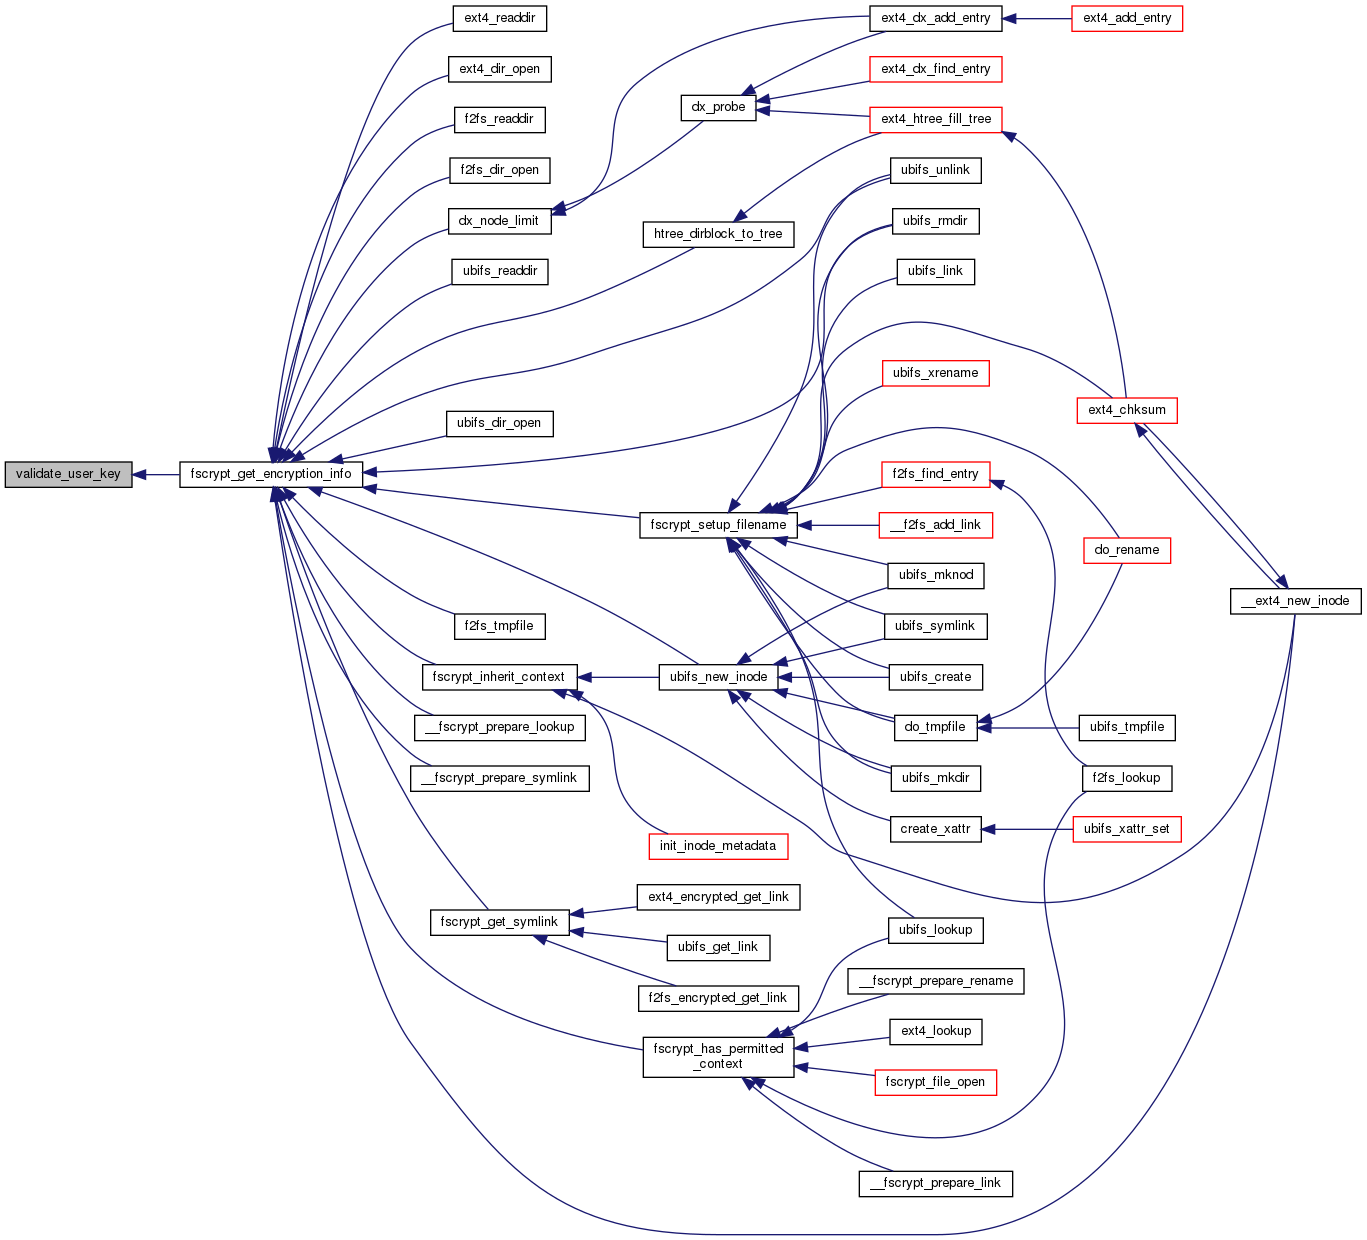 ext4_readdir
ext4_dx_add_entry
ext4_add_entry
ext4_dir_open
ext4_dx_find_entry
dx_probe
f2fs_readdir
ext4_htree_fill_tree
f2fs_dir_open
ubifs_unlink
dx_node_limit
ubifs_rmdir
htree_dirblock_to_tree
ubifs_readdir
ubifs_link
ubifs_xrename
ext4_chksum
ubifs_dir_open
validate_user_key
fscrypt_get_encryption_info
f2fs_find_entry
fscrypt_setup_filename
__f2fs_add_link
do_rename
ubifs_mknod
__ext4_new_inode
f2fs_tmpfile
ubifs_symlink
fscrypt_inherit_context
ubifs_new_inode
ubifs_create
__fscrypt_prepare_lookup
do_tmpfile
ubifs_tmpfile
__fscrypt_prepare_symlink
ubifs_mkdir
f2fs_lookup
create_xattr
ubifs_xattr_set
init_inode_metadata
ext4_encrypted_get_link
fscrypt_get_symlink
ubifs_lookup
ubifs_get_link
__fscrypt_prepare_rename
f2fs_encrypted_get_link
ext4_lookup
fscrypt_has_permitted
_context
fscrypt_file_open
__fscrypt_prepare_link